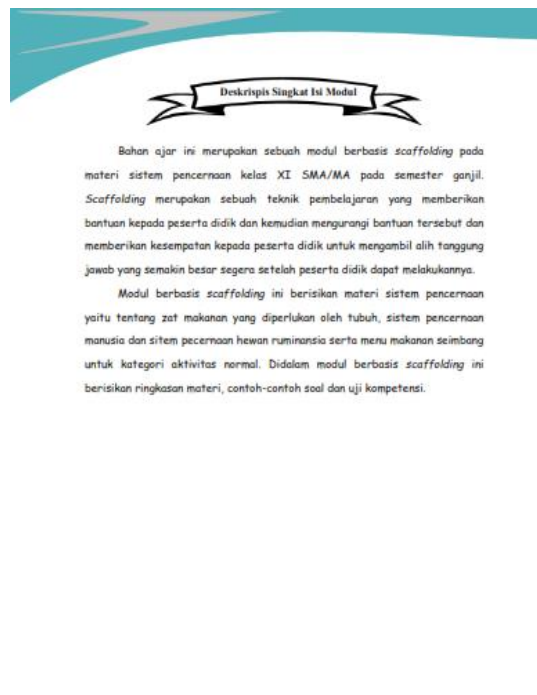 Deskripsis Singkat Isi Modul
Bahan ajar ini merupakan sebuah modul berbasis scaffolding pada
materi sistem pencernaan kelas XI SMA/MA pada semester ganjil.
Scaffolding merupakan sebuah teknik pembelajaran yang memberikan
bantuan kepada peserta didik dan kemudian mengurangi bantuan tersebut dan
memberikan kesempatan kepada peserta didik untuk mengambil alih tanggung
jawab yang semakin besar segera setelah peserta didik dapat melakukannya.
Modul berbasis scaffolding ini berisikan materi sistem pencernaan
yaitu tentang zat makanan yang diperlukan oleh tubuh, sistem pencernaan
manusia dan sitem pecernaan hewan ruminansia serta menu makanan seimbang
untuk kategori aktivitas normal. Didalam modul berbasis scaffolding ini
berisikan ringkasan materi, contoh-contoh soal dan uji kompetensi.